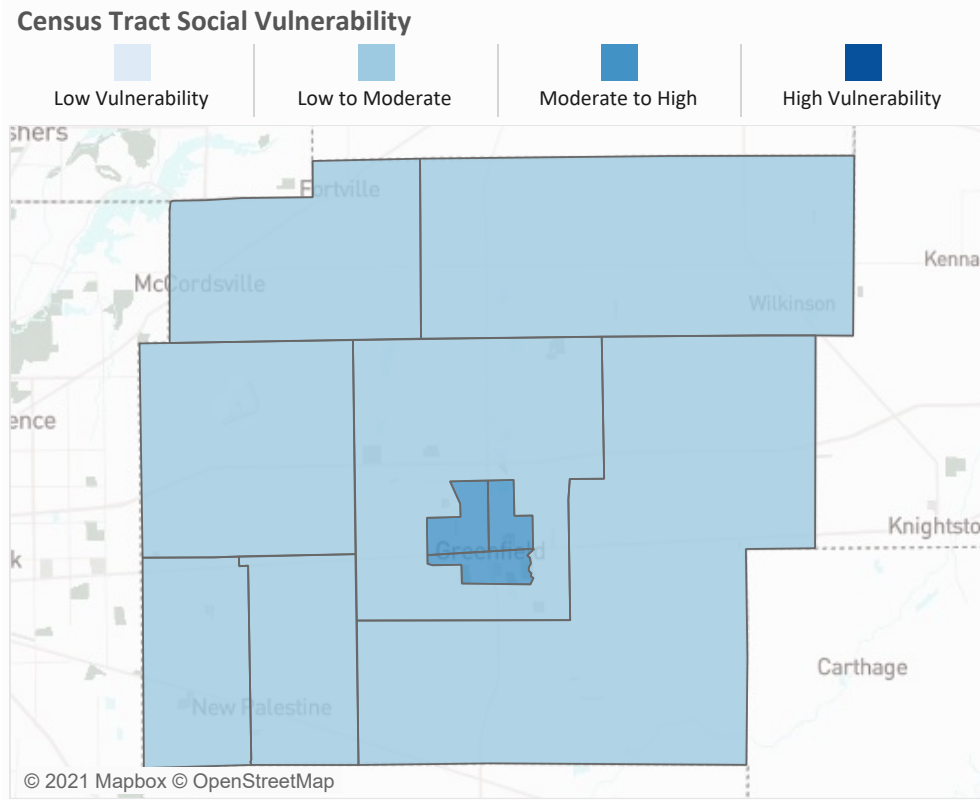 Census Tract Social Vulnerability
Low Vulnerability
Low to Moderate
Moderate to High
High Vulnerability
shers
Fortville
Kenna
McCordsville
Wilkinson
ence
Knightsto
Greenfield
k
Carthage
New Palestine
© 2021 Mapbox © OpenStreetMap